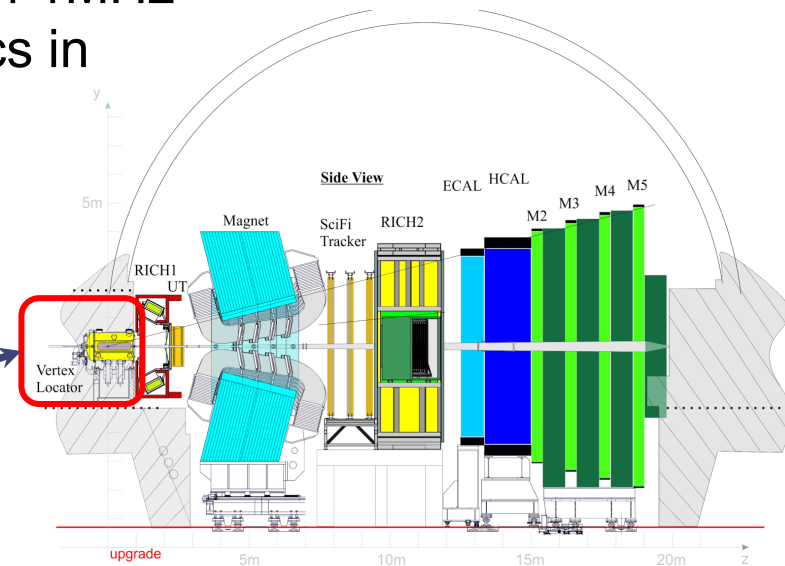 cs in
y
5m
Side View
ECAL HCAL
M2
M3
M4
M5
Magnet
SciFi
Tracker
RICH2
RICH1
UT
Vertex
Locator
upgrade
5m
10m
15m
20m
z